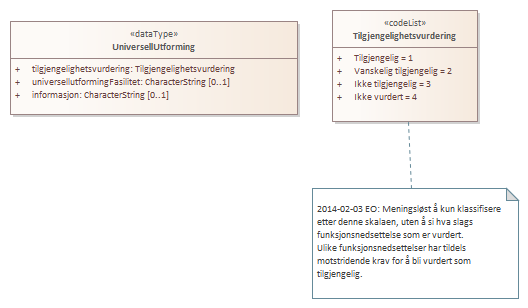 «dataType»
UniversellUtforming
+ tilgjengelighetsvurdering: Tilgjengelighetsvurdering
+ universellutformingFasilitet: CharacterString [0..1]
+ informasjon: CharacterString [0..1]
«codeList»
Tilgjengelighetsvurdering
+ Tilgjengelig = 1
+ Vanskelig tilgjengelig = 2
+ Ikke tilgjengelig = 3
+ Ikke vurdert = 4
2014-02-03 EO: Meningsløst å kun klassifisere
etter denne skalaen, uten å si hva slags
funksjonsnedsettelse som er vurdert.
Ulike funksjonsnedsettelser har tildels
motstridende krav for å bli vurdert som
tilgjengelig.